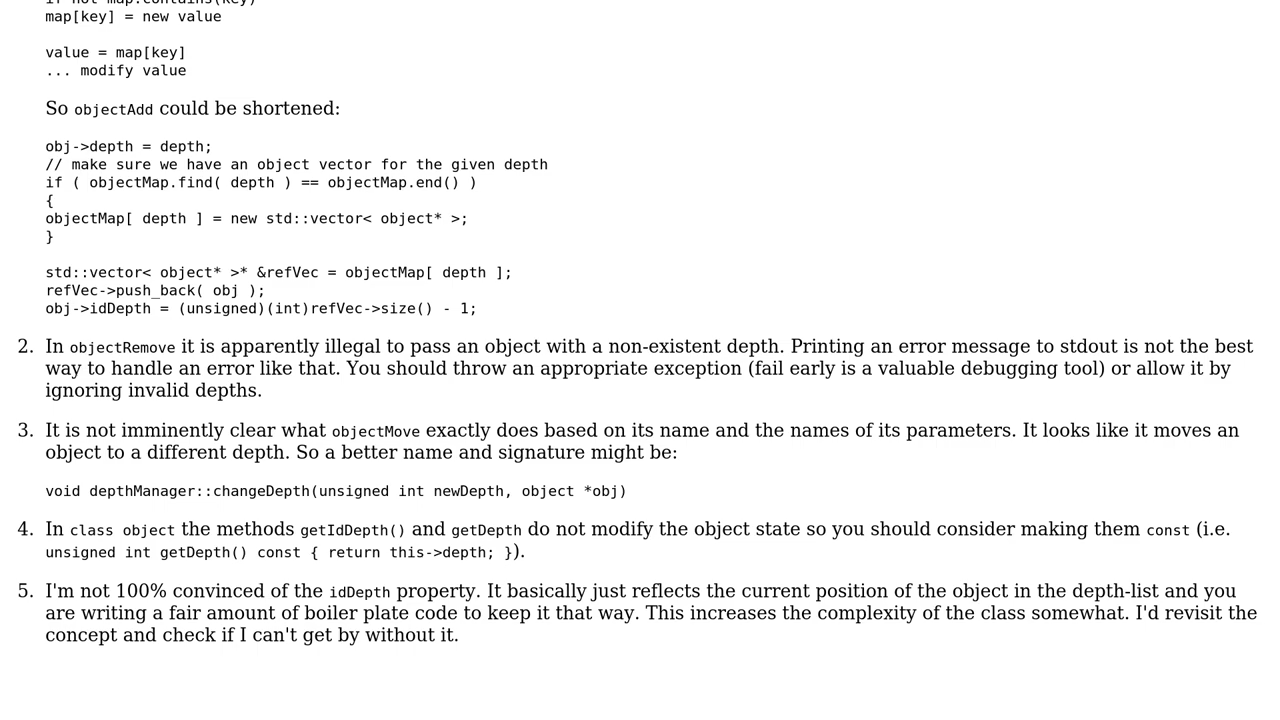 if not map.contains(key)
map[key] = new value
value = map[key]
... modify value
So objectAdd could be shortened:
obj->depth = depth;
// make sure we have an object vector for the given depth
if ( objectMap.find( depth ) == objectMap.end() )
{
objectMap[ depth ] = new std::vector< object* >;
}
std::vector< object* >* &refVec = objectMap[ depth ];
refVec->push_back( obj );
obj->idDepth = (unsigned)(int)refVec->size() - 1;
2. In objectRemove it is apparently illegal to pass an object with a non-existent depth. Printing an error message to stdout is not the best
way to handle an error like that. You should throw an appropriate exception (fail early is a valuable debugging tool) or allow it by
ignoring invalid depths.
3. It is not imminently clear what objectMove exactly does based on its name and the names of its parameters. It looks like it moves an
object to a different depth. So a better name and signature might be:
void depthManager::changeDepth(unsigned int newDepth, object *obj)
4. In class object the methods getIdDepth() and getDepth do not modify the object state so you should consider making them const (i.e.
unsigned int getDepth() const { return this->depth; }).
5. I'm not 100% convinced of the idDepth property. It basically just reflects the current position of the object in the depth-list and you
are writing a fair amount of boiler plate code to keep it that way. This increases the complexity of the class somewhat. I'd revisit the
concept and check if I can't get by without it.